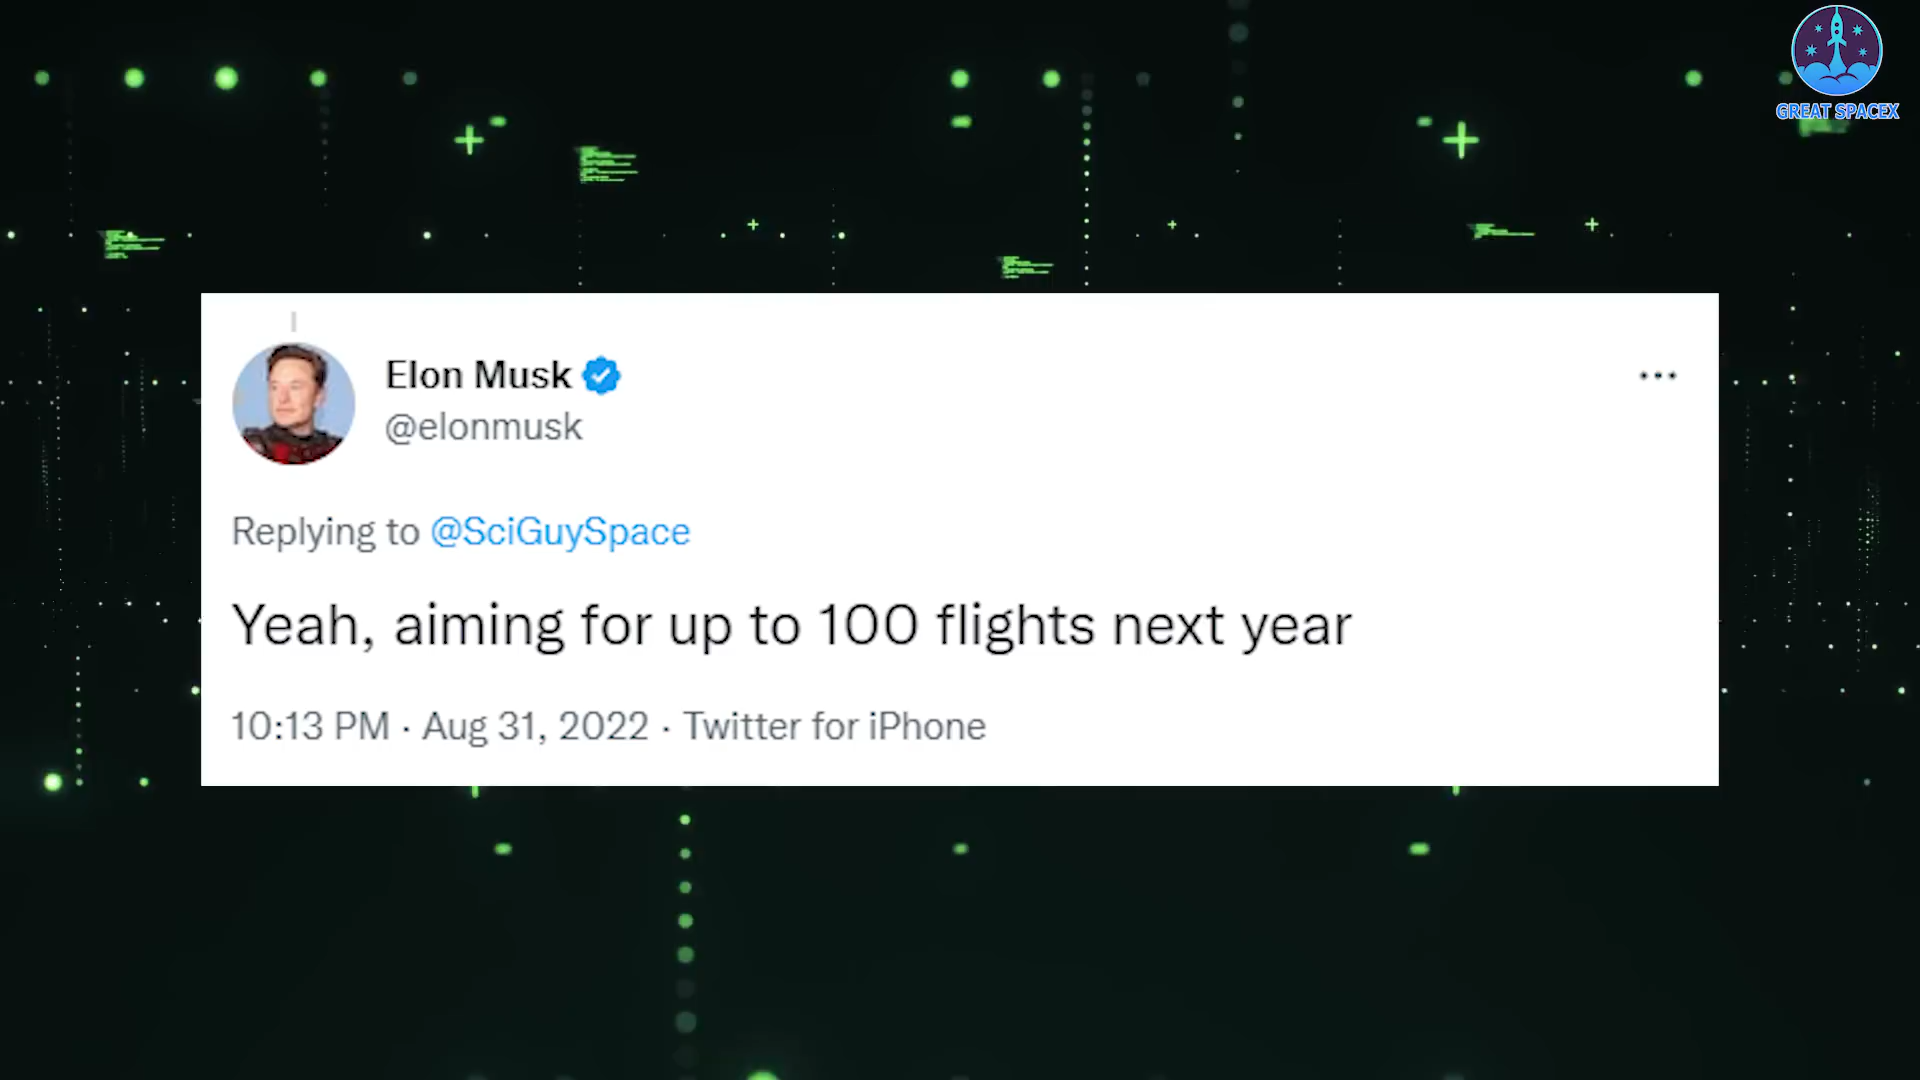 GREAT SPACEX
Elon Musk
@elonmusk
Replying to @SciGuySpace
Yeah, aiming for up to 100 flights next year
10:13 PM · Aug 31, 2022 · Twitter for iPhone